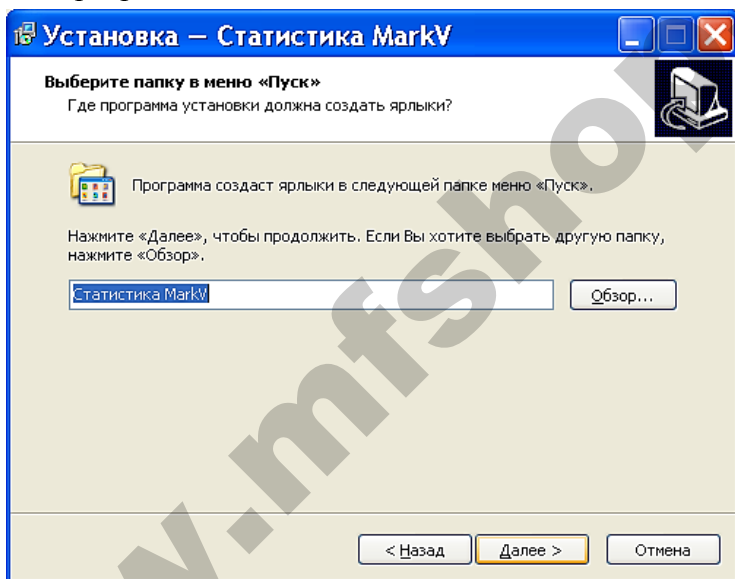 Установка — Статистика MarkV
Выберите папку в меню «Пуск»
Где программа установки должна создать ярлыки?
Программа создаст ярлыки в следующей папке меню «Пуск».
Нажмите «Далее», чтобы продолжить. Если Вы хотите выбрать другую папку,
нажмите «Обзор».
Статистика MarkV
Обзор...
< Назад
Далее >
Отмена
.mfshop